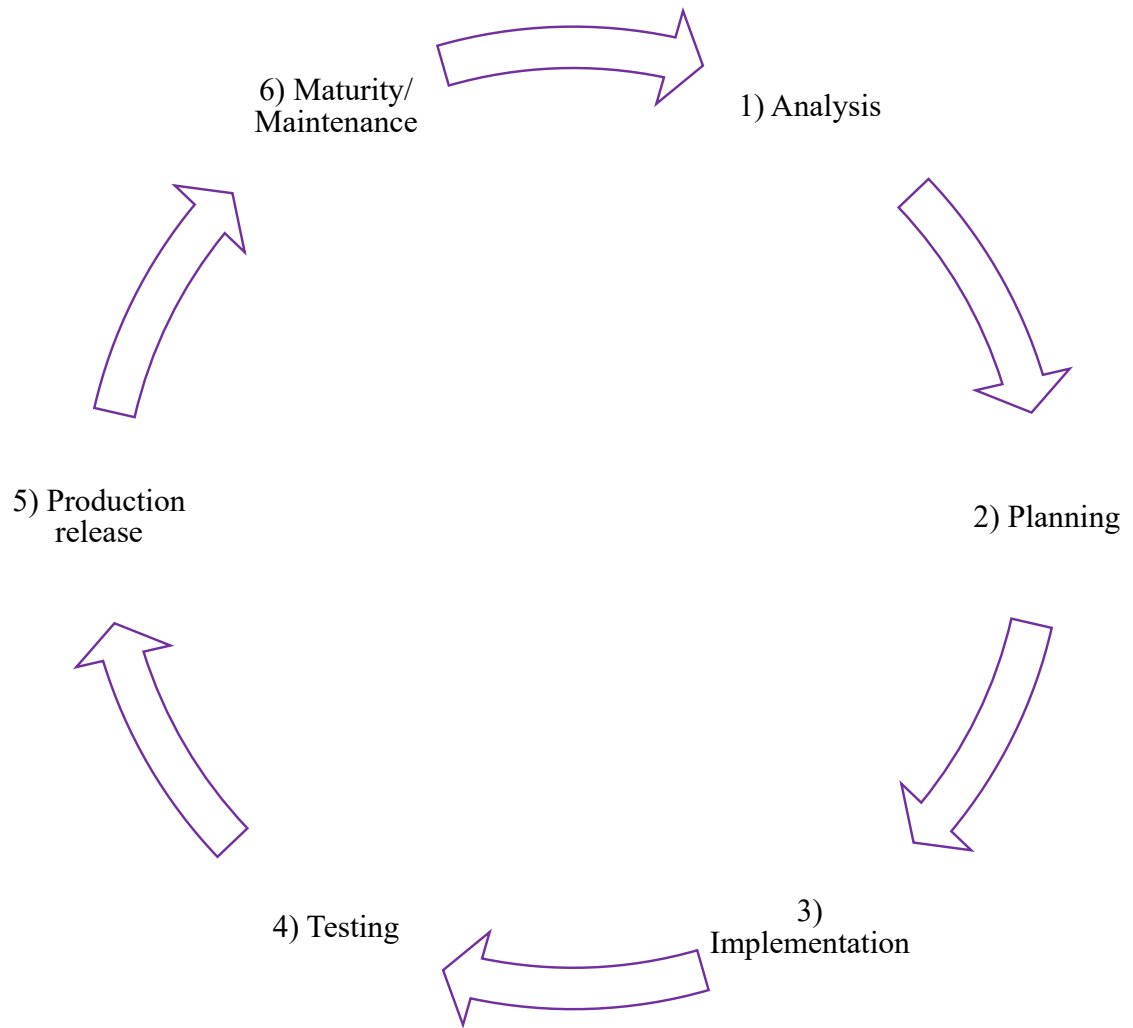 1) Analysis
2) Planning
3)
Implementation
4) Testing
5) Production
release
6) Maturity/
Maintenance